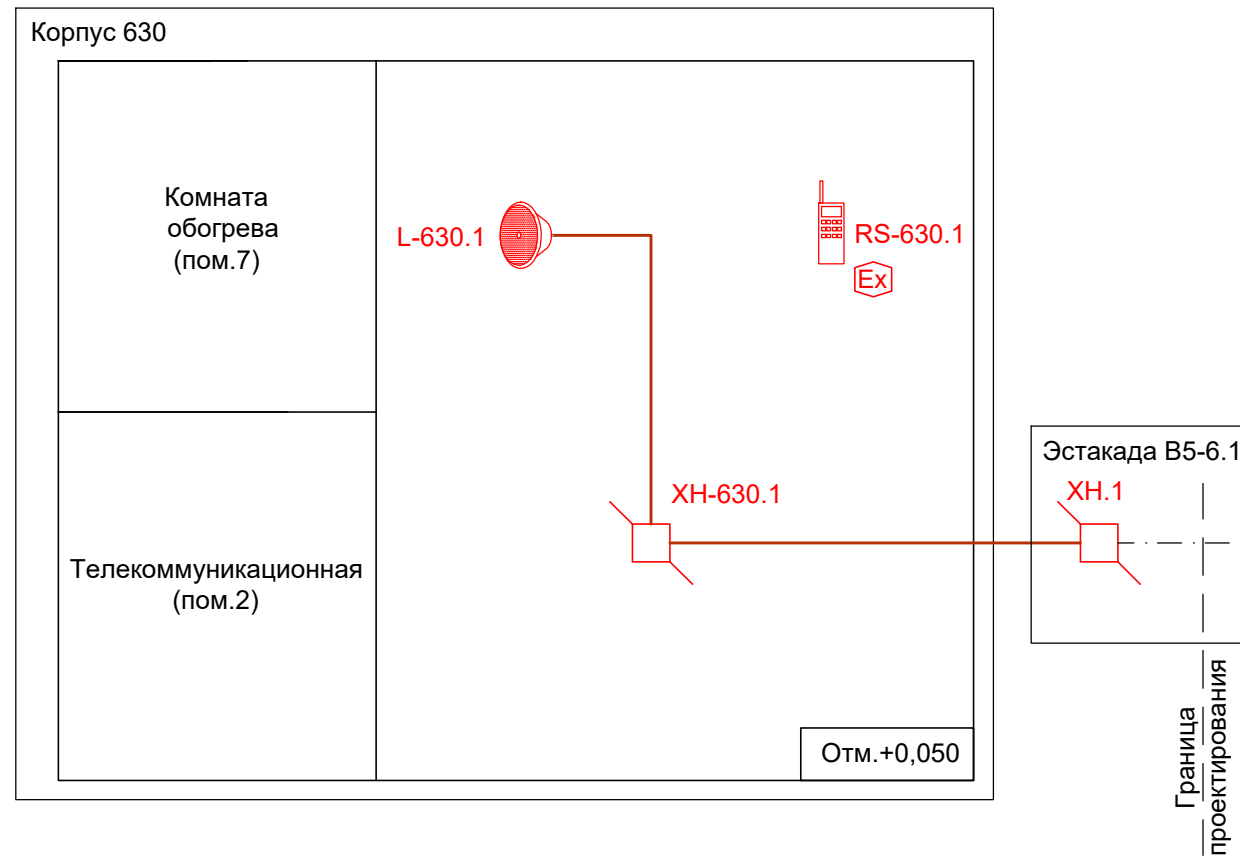 Корпус 630
Комната
обогрева
(пом.7)
L-630.1
RS-630.1
Ex
Эстакада В5-6.1
XH-630.1
XH.1
Телекоммуникационная
(пом.2)
Отм.+0,050
Граница
проектирования